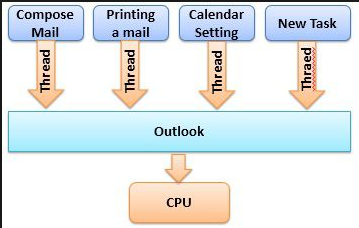 Compose
Mail
Printing
a mail
Calendar
Setting
New Task
Thread
Thread
Thread
Thraed
Outlook
CPU